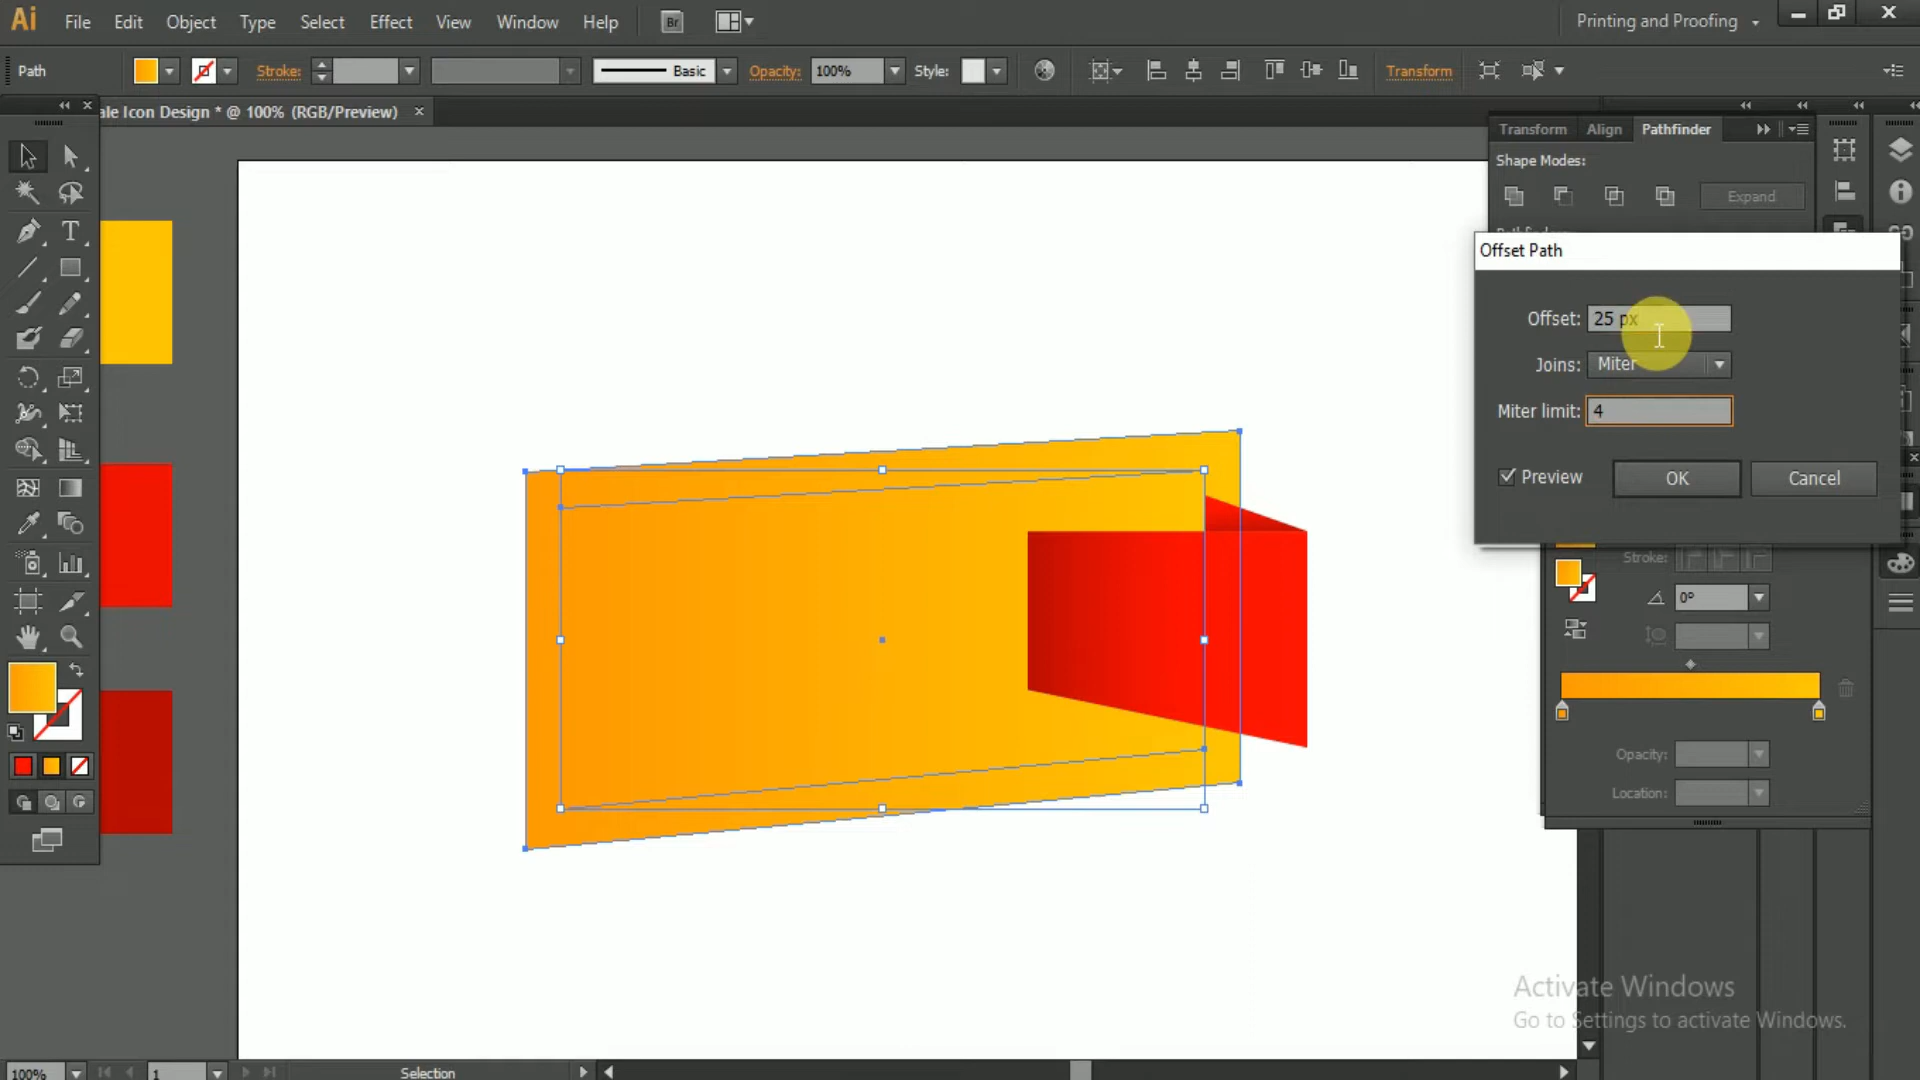 Ai File Edit Object Type Select Effect View Window Help Br Printing and Proofing
Path Stroke: Basic Opacity: 100% Style: Transform
ale Icon Design * @ 100% (RGB/Preview)
Transform Align Pathfinder
Shape Modes:
Expand
Offset Path
Offset: 25 px
Joins: Miter
Miter limit: 4
Preview OK Cancel
Stroke:
0°
Opacity:
Location:
Activate Windows
Go to Settings to activate Windows.
100% 1 Selection